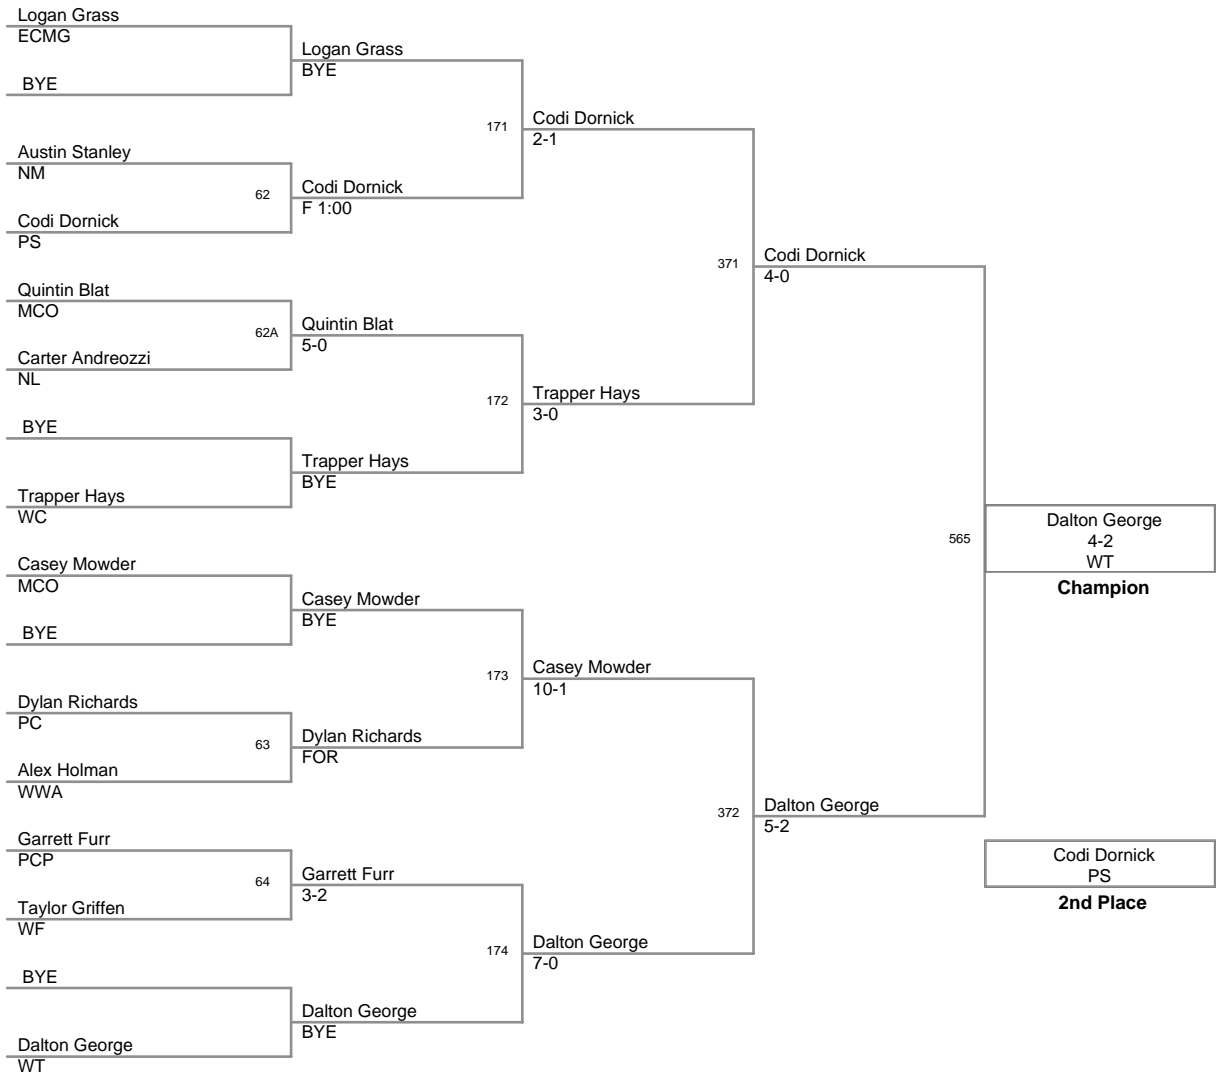 Logan Grass
ECMG
BYE
Logan Grass
BYE
Austin Stanley
NM
62
Codi Dornick
PS
Codi Dornick
F 1:00
171
Codi Dornick
2-1
Quintin Blat
MCO
62A
Carter Andreozzi
NL
Quintin Blat
5-0
BYE
Trapper Hays
WC
Trapper Hays
BYE
172
Trapper Hays
3-0
371
Codi Dornick
4-0
Casey Mowder
MCO
BYE
Casey Mowder
BYE
Dylan Richards
PC
63
Alex Holman
WWA
Dylan Richards
FOR
173
Casey Mowder
10-1
Garrett Furr
PCP
64
Taylor Griffen
WF
Garrett Furr
3-2
BYE
Dalton George
WT
Dalton George
BYE
174
Dalton George
7-0
372
Dalton George
5-2
565
Dalton George
4-2
WT
Champion
Codi Dornick
PS
2nd Place